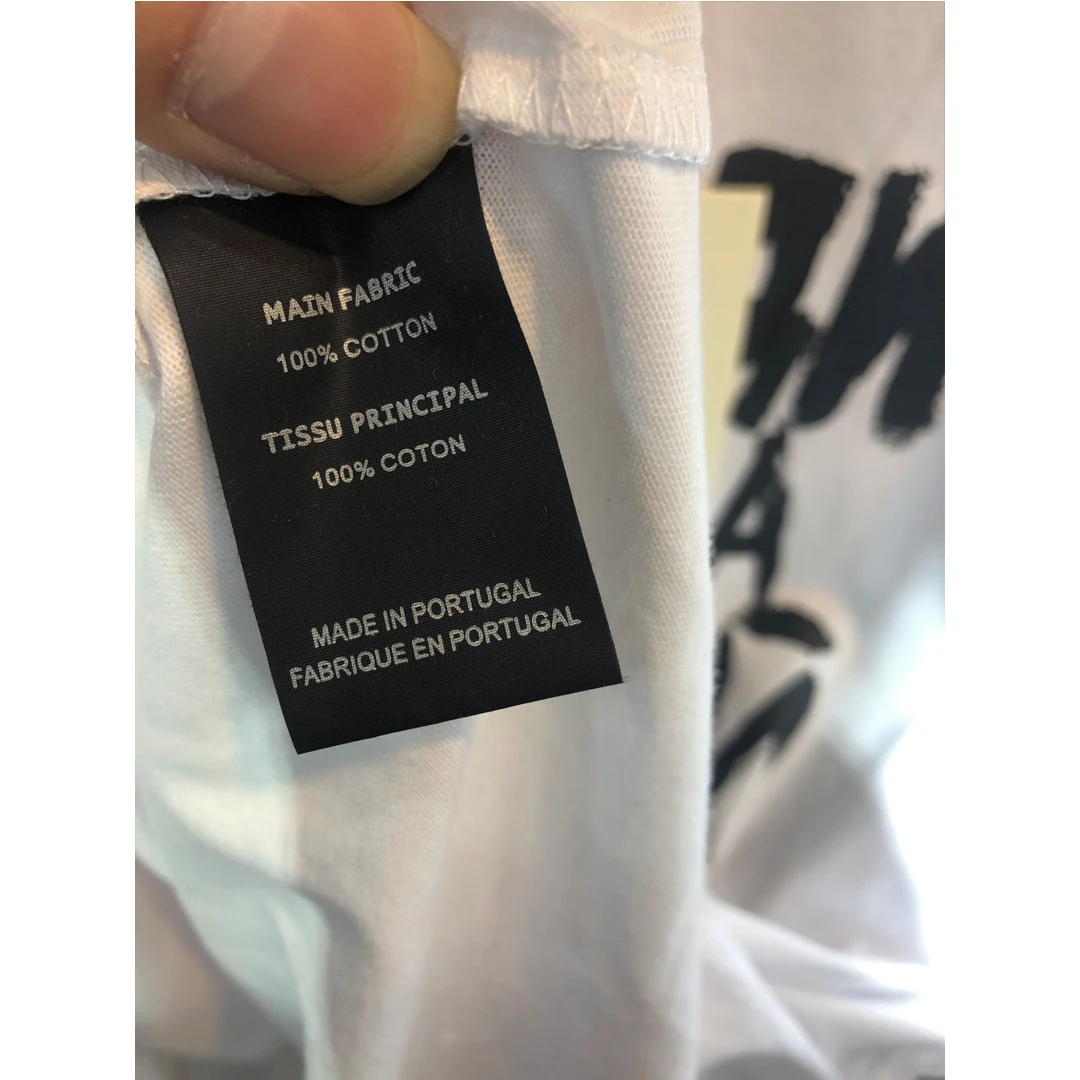 MAIN FABRIC
100% COTTON
TISSU PRINCIPAL
100% COTON
MADE IN PORTUGAL
FABRIQUE EN PORTUGAL